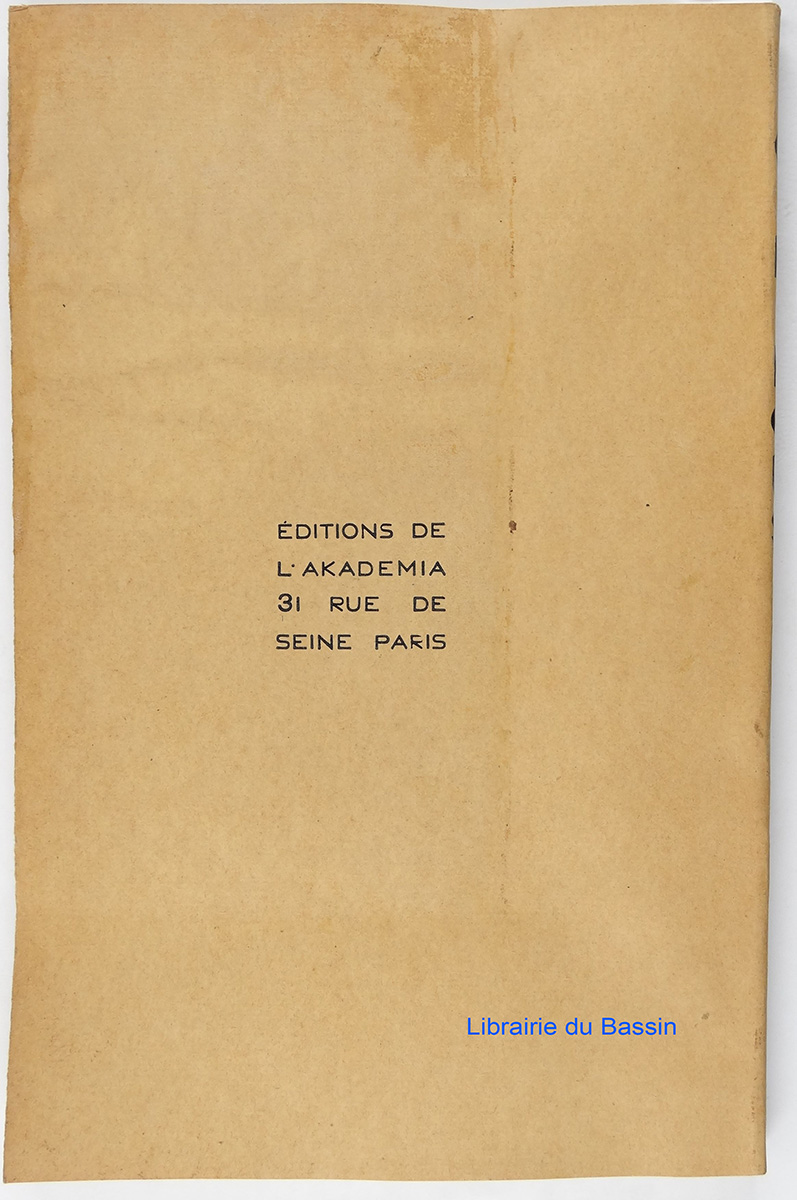 ÉDITIONS DE
L'AKADEMIA
31 RUE DE
SEINE PARIS
Librairie du Bassin